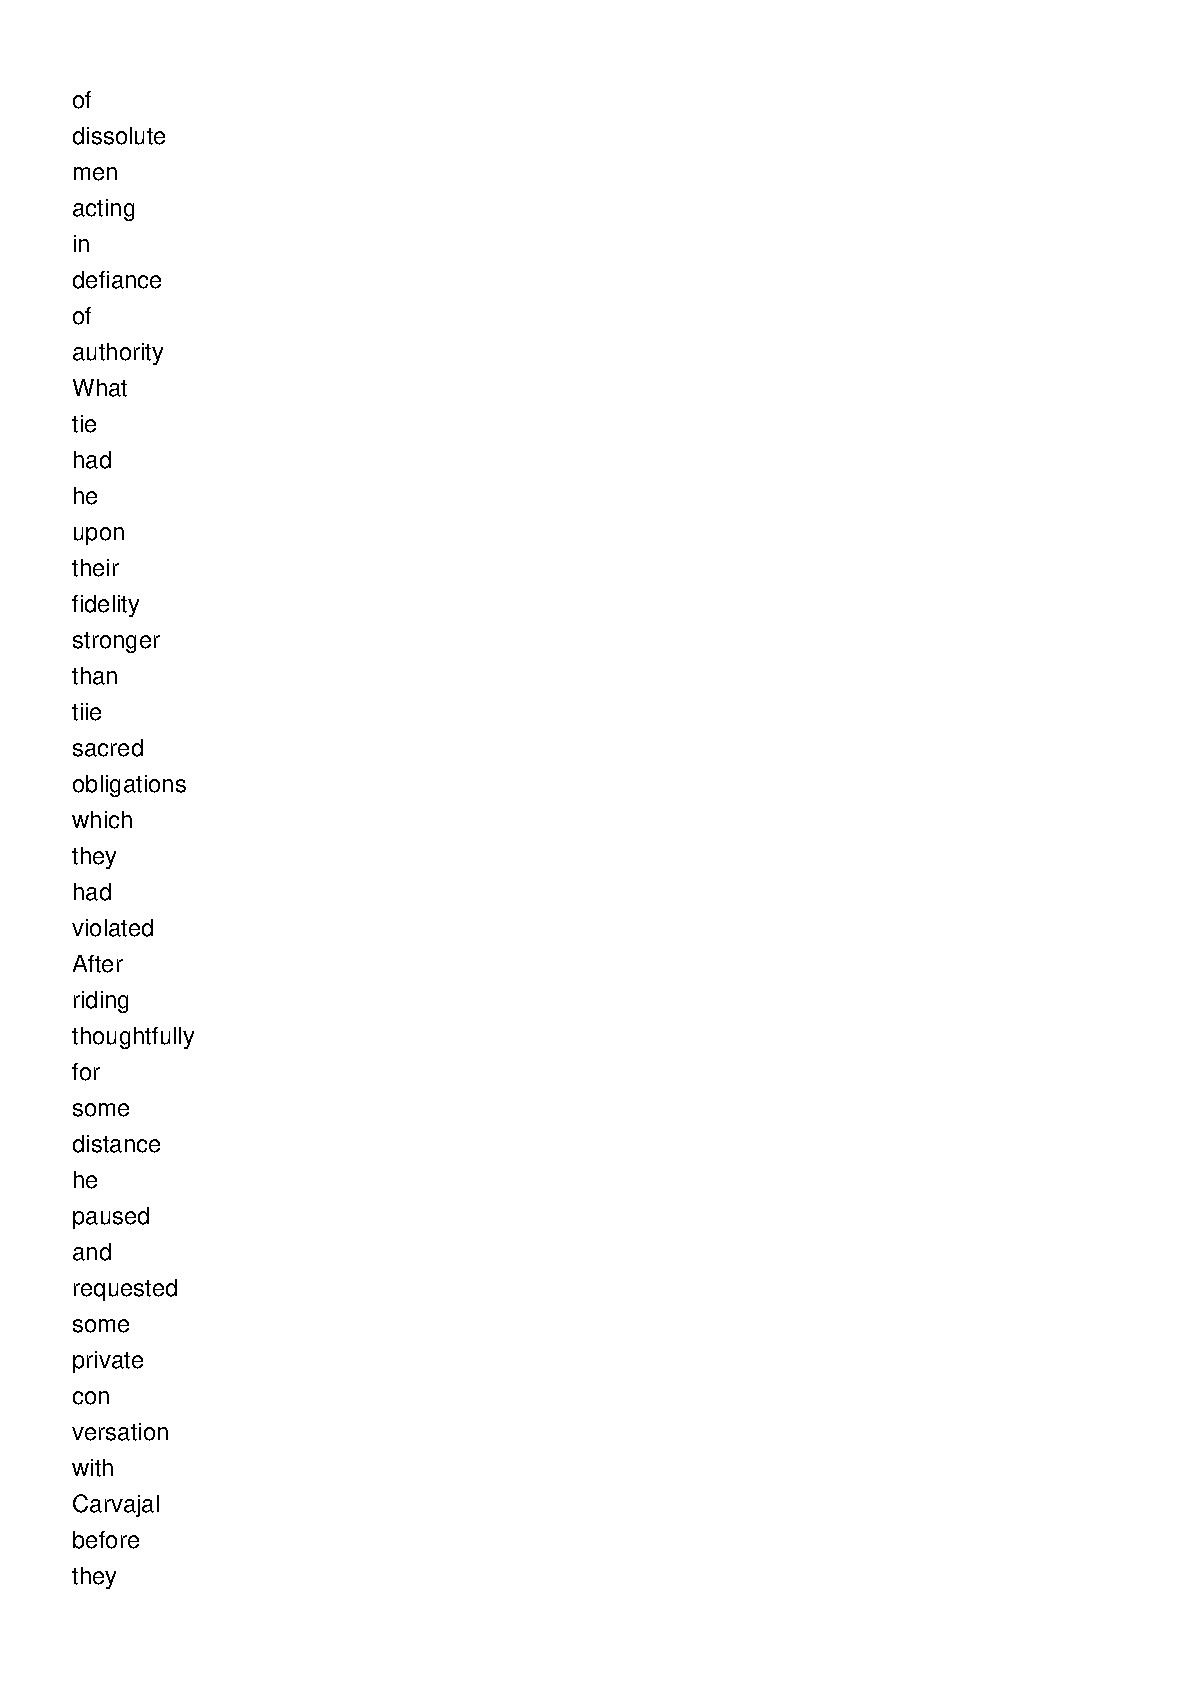 of
dissolute
men
acting
in
defiance
of
authority
What
tie
had
he
upon
their
fidelity
stronger
than
tiie
sacred
obligations
which
they
had
violated
After
riding
thoughtfully
for
some
distance
he
paused
and
requested
some
private
con
versation
with
Carvajal
before
they